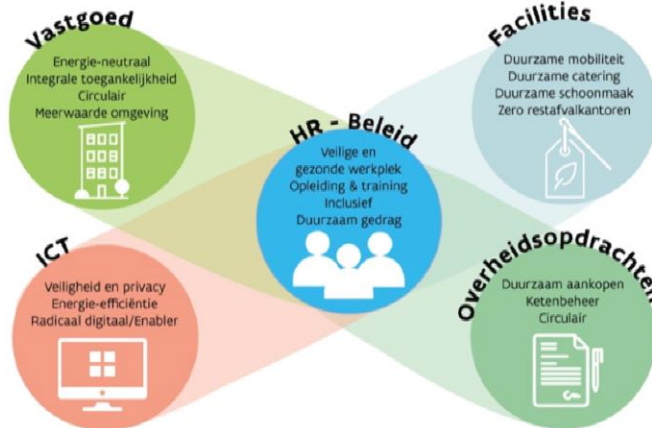 Vastgoed
Energie-neutraal
Integrale toegankelijkheid
Circulair
Meerwaarde omgeving
Facilities
Duurzame mobiliteit
Duurzame catering
Duurzame schoonmaak
Zero restafvalkantoren
HR - Beleid
Veilige en
gezonde werkplek
Opleiding & training
Inclusief
Duurzaam gedrag
ICT
Veiligheid en privacy
Energie-efficiëntie
Radicaal digitaal/Enabler
Overheidsopdrachten
Duurzaam aankopen
Ketenbeheer
Circulair